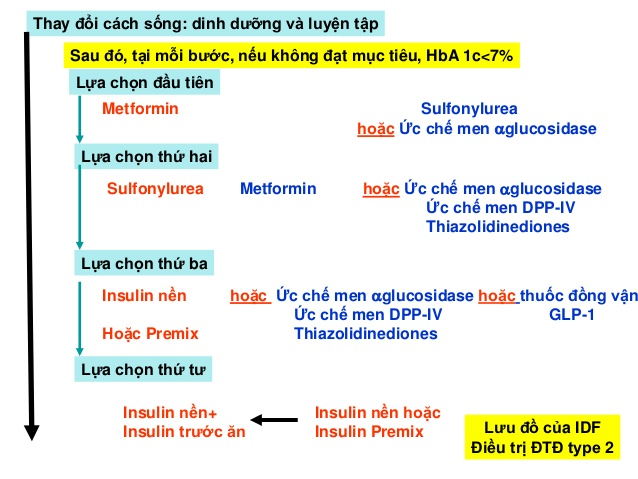 Thay đổi cách sống: dinh dưỡng và luyện tập
Sau đó, tại mỗi bước, nếu không đạt mục tiêu, HbA 1c<7%
Lựa chọn đầu tiên
Metformin Sulfonylurea
hoặc Ức chế men αglucosidase
Lựa chọn thứ hai
Sulfonylurea Metformin hoặc Ức chế men αglucosidase
Ức chế men DPP-IV
Thiazolidinediones
Lựa chọn thứ ba
Insulin nền hoặc Ức chế men αglucosidase hoặc thuốc đồng vận
Ức chế men DPP-IV GLP-1
Hoặc Premix Thiazolidinediones
Lựa chọn thứ tư
Insulin nền+ Insulin nền hoặc
Insulin trước ăn Insulin Premix
Lưu đồ của IDF
Điều trị ĐTĐ type 2